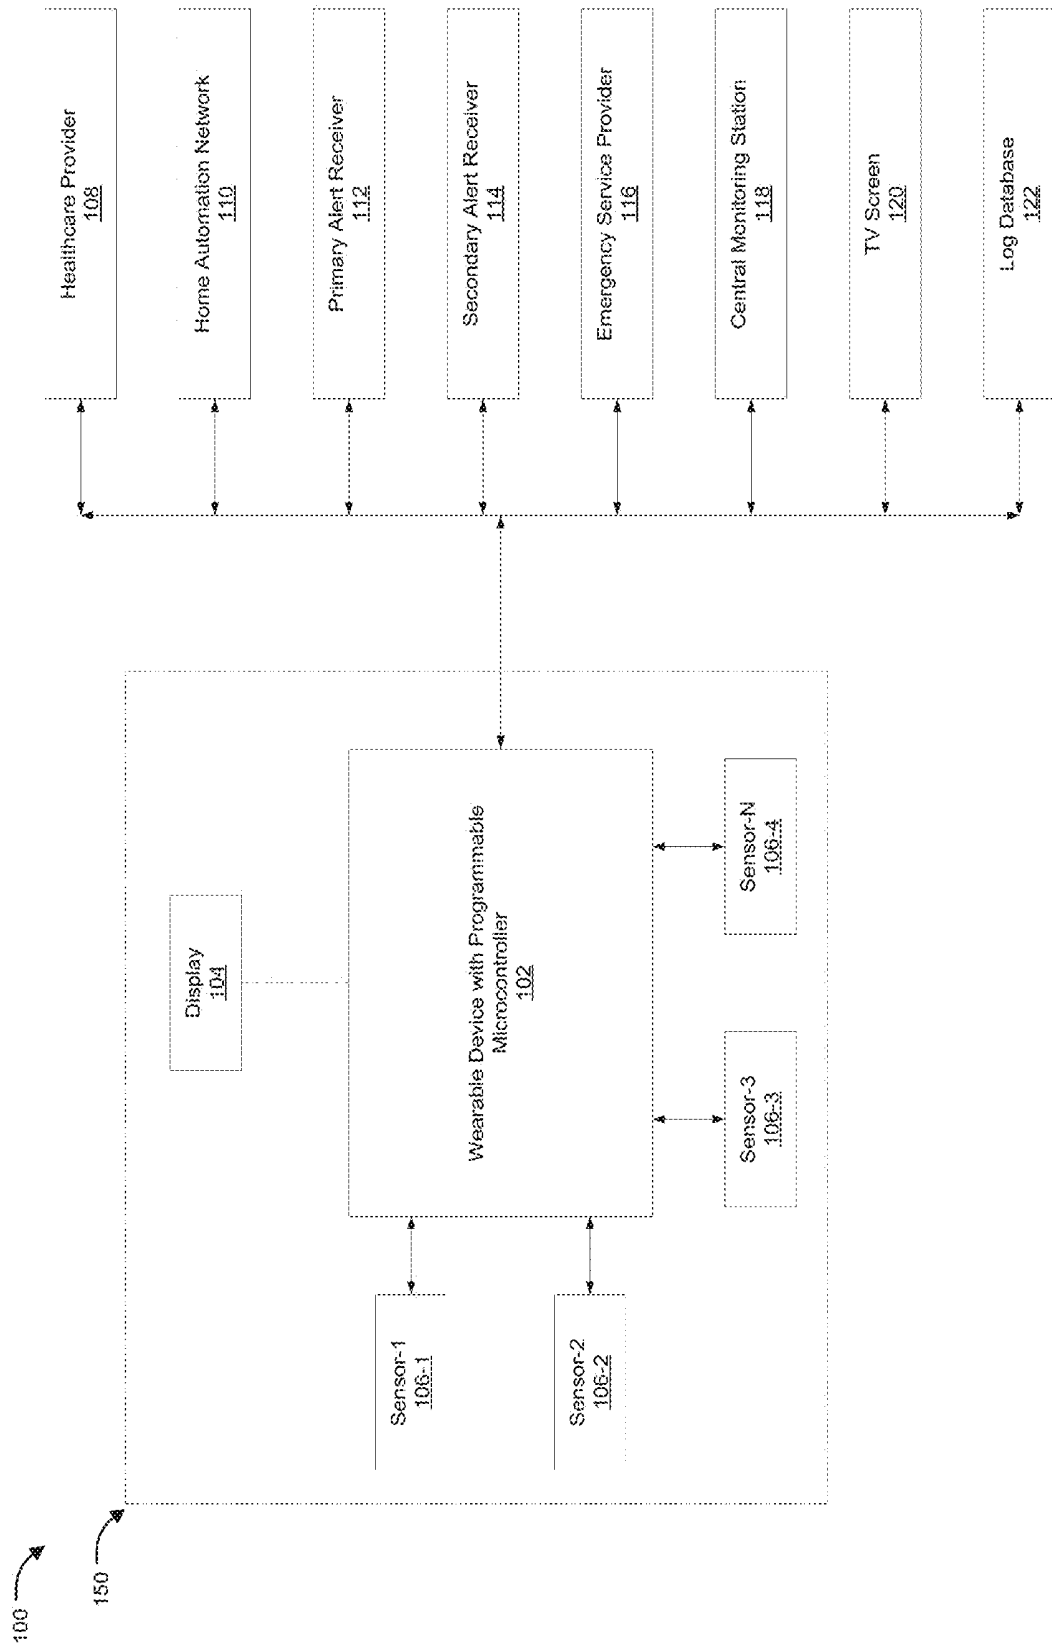 100
150
Display
104
Wearable Device with Programmable
Microcontroller
102
Sensor-1
106-1
Sensor-2
106-2
Sensor-3
106-3
Sensor-N
106-4
Healthcare Provider
108
Home Automation Network
110
Primary Alert Receiver
112
Secondary Alert Receiver
114
Emergency Service Provider
116
Central Monitoring Station
118
TV Screen
120
Log Database
122